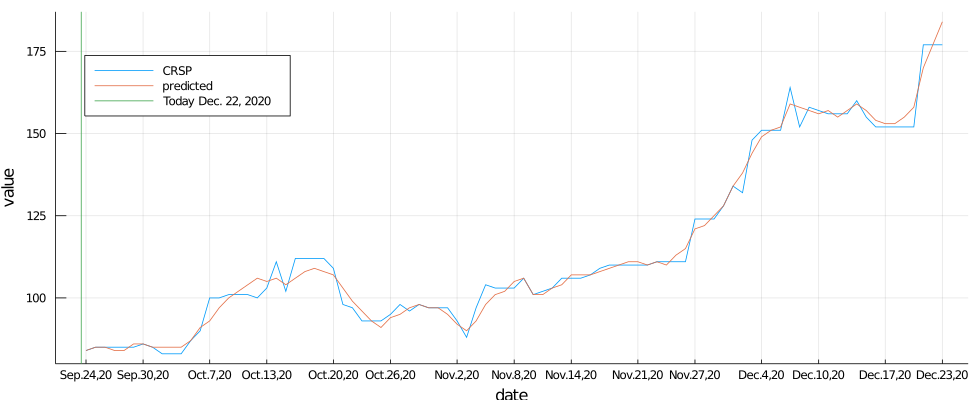 175
150
125
100
value
CRSP
predicted
Today Dec. 22, 2020
Sep.24,20 Sep.30,20 Oct.7,20 Oct.13,20 Oct.20,20 Oct.26,20 Nov.2,20 Nov.8,20 Nov.14,20 Nov.21,20 Nov.27,20 Dec.4,20 Dec.10,20 Dec.17,20 Dec.23,20
date